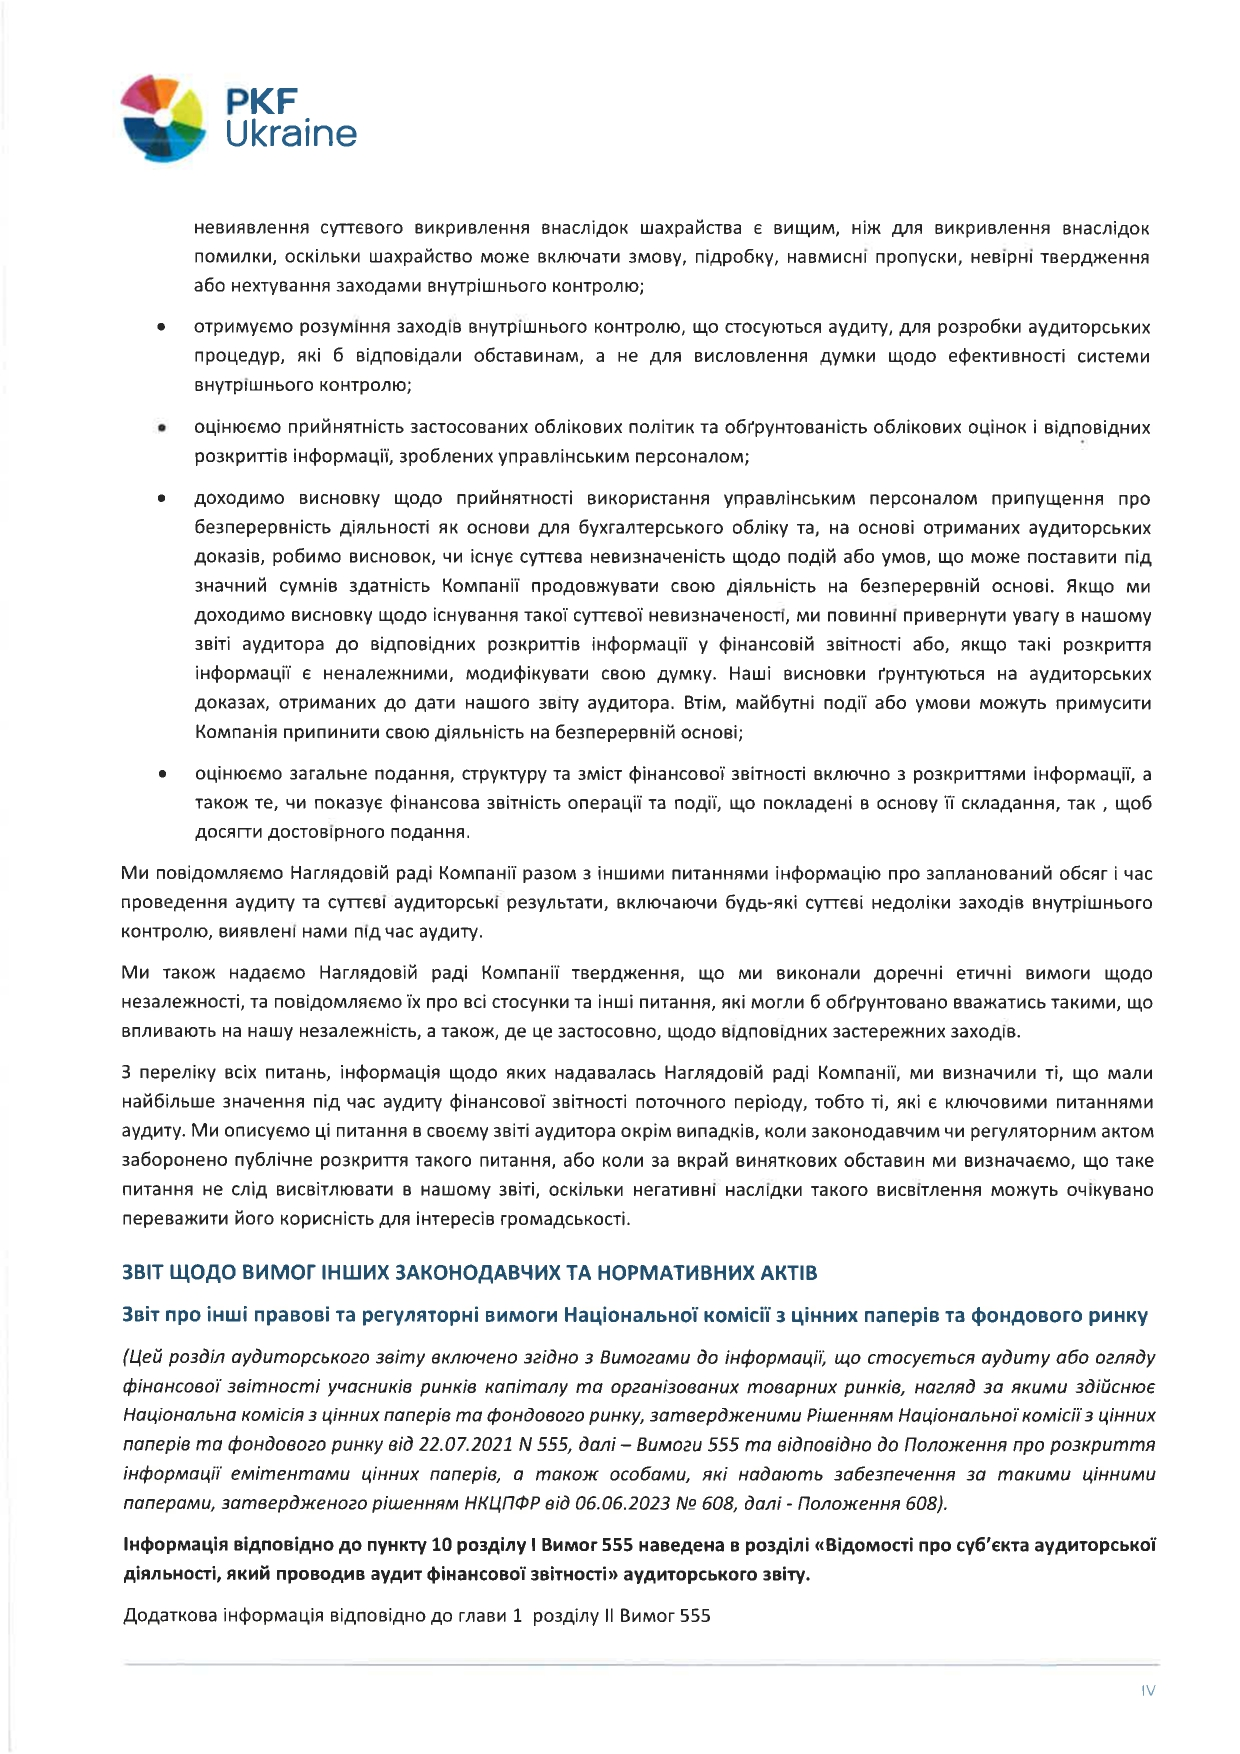 PKF
Ukraine
невиявлення суттєвого викривлення внаслідок шахрайства є вищим, ніж для викривлення внаслідок
помилки, оскільки шахрайство може включати змову, підробку, навмисні пропуски, невірні твердження
або нехтування заходами внутрішнього контролю;
• отримуємо розуміння заходів внутрішнього контролю, що стосуються аудиту, для розробки аудиторських
процедур, які б відповідали обставинам, а не для висловлення думки щодо ефективності системи
внутрішнього контролю;
• оцінюємо прийнятність застосованих облікових політик та обґрунтованість облікових оцінок і відповідних
розкриттів інформації, зроблених управлінським персоналом;
• доходимо висновку щодо прийнятності використання управлінським персоналом припущення про
безперервність діяльності як основи для бухгалтерського обліку та, на основі отриманих аудиторських
доказів, робимо висновок, чи існує суттєва невизначеність щодо подій або умов, що може поставити під
значний сумнів здатність Компанії продовжувати свою діяльність на безперервній основі. Якщо ми
доходимо висновку щодо існування такої суттєвої невизначеності, ми повинні привернути увагу в нашому
звіті аудитора до відповідних розкриттів інформації у фінансовій звітності або, якщо такі розкриття
інформації є неналежними, модифікувати свою думку. Наші висновки ґрунтуються на аудиторських
доказах, отриманих до дати нашого звіту аудитора. Втім, майбутні події або умови можуть примусити
Компанія припинити свою діяльність на безперервній основі;
• оцінюємо загальне подання, структуру та зміст фінансової звітності включно з розкриттями інформації, а
також те, чи показує фінансова звітність операції та події, що покладені в основу її складання, так , щоб
досягти достовірного подання.
Ми повідомляємо Наглядовій раді Компанії разом з іншими питаннями інформацію про запланований обсяг і час
проведення аудиту та суттєві аудиторські результати, включаючи будь-які суттєві недоліки заходів внутрішнього
контролю, виявлені нами під час аудиту.
Ми також надаємо Наглядовій раді Компанії твердження, що ми виконали доречні етичні вимоги щодо
незалежності, та повідомляємо їх про всі стосунки та інші питання, які могли б обґрунтовано вважатись такими, що
впливають на нашу незалежність, а також, де це застосовно, щодо відповідних застережних заходів.
З переліку всіх питань, інформація щодо яких надавалась Наглядовій раді Компанії, ми визначили ті, що мали
найбільше значення під час аудиту фінансової звітності поточного періоду, тобто ті, які є ключовими питаннями
аудиту. Ми описуємо ці питання в своєму звіті аудитора окрім випадків, коли законодавчим чи регуляторним актом
заборонено публічне розкриття такого питання, або коли за вкрай виняткових обставин ми визначаємо, що таке
питання не слід висвітлювати в нашому звіті, оскільки негативні наслідки такого висвітлення можуть очікувано
переважити його корисність для інтересів громадськості.
ЗВІТ ЩОДО ВИМОГ ІНШИХ ЗАКОНОДАВЧИХ ТА НОРМАТИВНИХ АКТІВ
Звіт про інші правові та регуляторні вимоги Національної комісії з цінних паперів та фондового ринку
(Цей розділ аудиторського звіту включено згідно з Вимогами до інформації, що стосується аудиту або огляду
фінансової звітності учасників ринків капіталу та організованих товарних ринків, нагляд за якими здійснює
Національна комісія з цінних паперів та фондового ринку, затвердженими Рішенням Національної комісії з цінних
паперів та фондового ринку від 22.07.2021 N 555, далі – Вимоги 555 та відповідно до Положення про розкриття
інформації емітентами цінних паперів, а також особами, які надають забезпечення за такими цінними
паперами, затвердженого рішенням НКЦПФР від 06.06.2023 № 608, далі - Положення 608).
Інформація відповідно до пункту 10 розділу I Вимог 555 наведена в розділі «Відомості про суб’єкта аудиторської
діяльності, який проводив аудит фінансової звітності» аудиторського звіту.
Додаткова інформація відповідно до глави 1 розділу II Вимог 555
IV